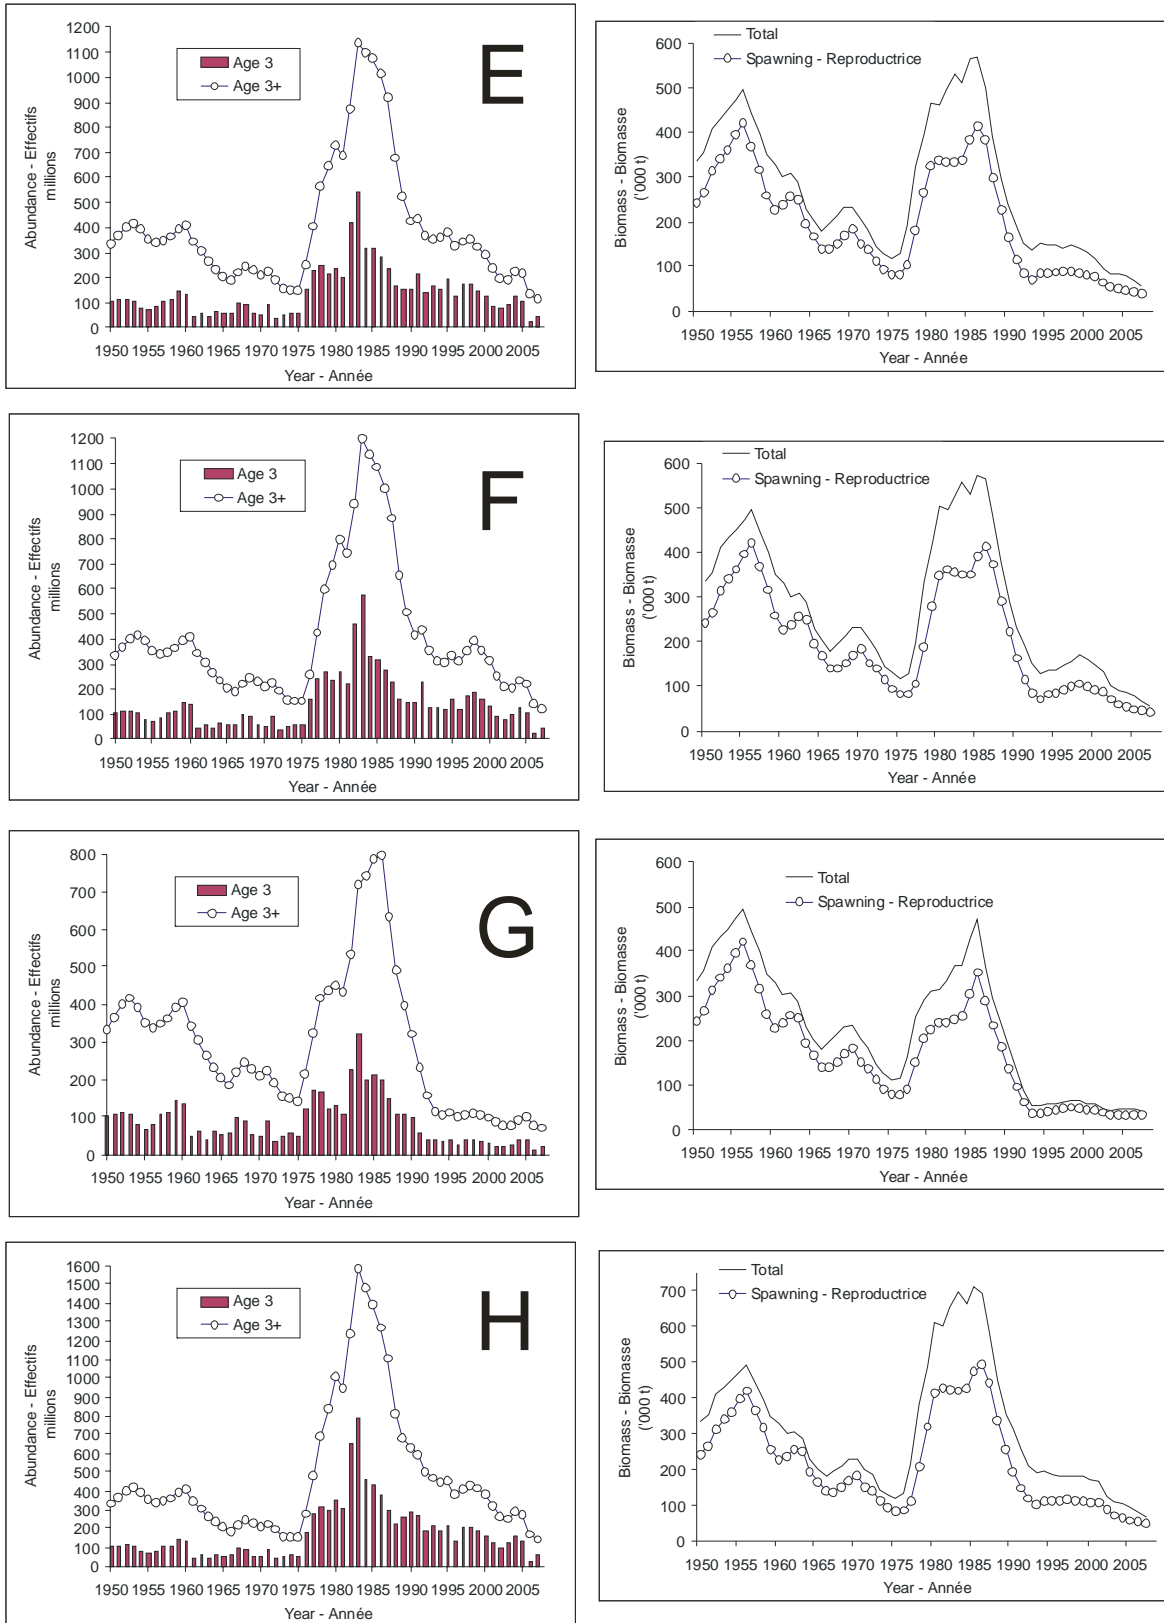 E
Age 3
Age 3+
Abundance - Effectifs
millions
1200
1100
1000
900
800
700
600
500
400
300
200
100
0
1950 1955 1960 1965 1970 1975 1980 1985 1990 1995 2000 2005
Year - Année
Total
Spawning - Reproductrice
Biomass - Biomasse
('000 t)
600
500
400
300
200
100
0
1950 1955 1960 1965 1970 1975 1980 1985 1990 1995 2000 2005
Year - Année
F
Age 3
Age 3+
Abundance - Effectifs
millions
1200
1100
1000
900
800
700
600
500
400
300
200
100
0
1950 1955 1960 1965 1970 1975 1980 1985 1990 1995 2000 2005
Year - Année
Total
Spawning - Reproductrice
Biomass - Biomasse
('000 t)
600
500
400
300
200
100
0
1950 1955 1960 1965 1970 1975 1980 1985 1990 1995 2000 2005
Year - Année
G
Age 3
Age 3+
Abundance - Effectifs
millions
800
700
600
500
400
300
200
100
0
1950 1955 1960 1965 1970 1975 1980 1985 1990 1995 2000 2005
Year - Année
Total
Spawning - Reproductrice
Biomass - Biomasse
('000 t)
600
500
400
300
200
100
0
1950 1955 1960 1965 1970 1975 1980 1985 1990 1995 2000 2005
Year - Année
H
Age 3
Age 3+
Abundance - Effectifs
millions
1600
1500
1400
1300
1200
1100
1000
900
800
700
600
500
400
300
200
100
0
1950 1955 1960 1965 1970 1975 1980 1985 1990 1995 2000 2005
Year - Année
Total
Spawning - Reproductrice
Biomass - Biomasse
('000 t)
700
600
500
400
300
200
100
0
1950 1955 1960 1965 1970 1975 1980 1985 1990 1995 2000 2005
Year - Année